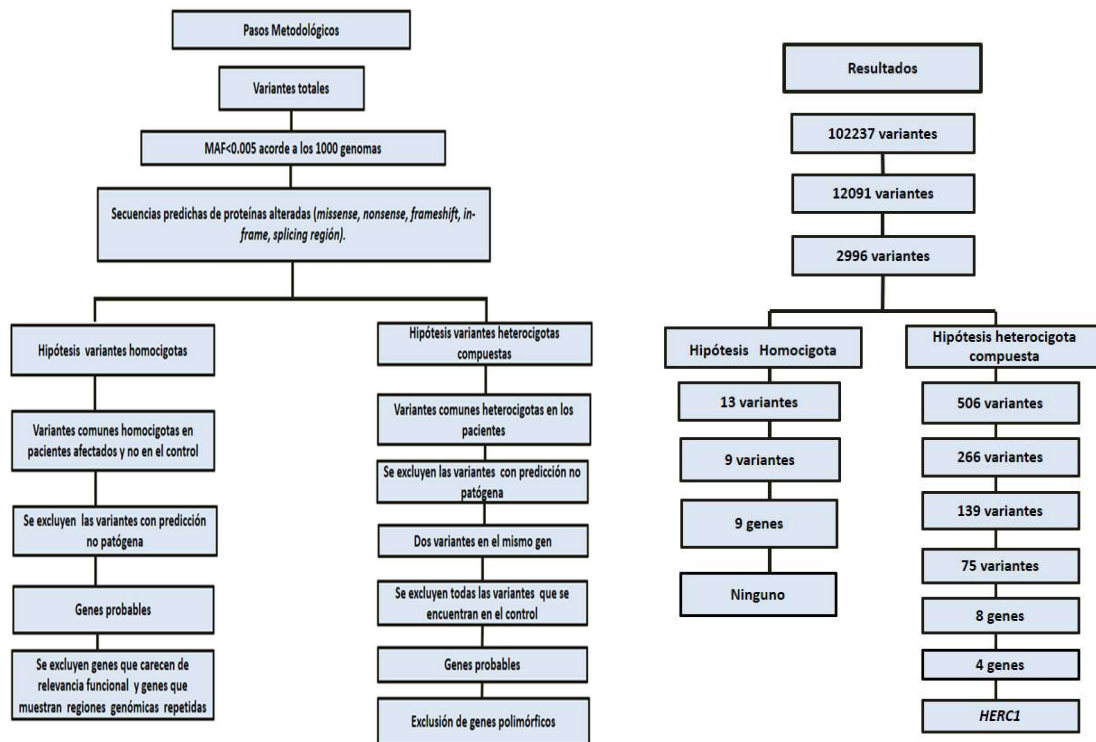 Pasos Metodológicos
Variantes totales
MAF<0.005 acorde a los 1000 genomas
Secuencias predichas de proteínas alteradas (missense, nonsense, frameshift, in-
frame, splicing región).
Hipótesis variantes homocigotas
Variantes comunes homocigotas en
pacientes afectados y no en el control
Se excluyen las variantes con predicción
no patógena
Genes probables
Se excluyen genes que carecen de
relevancia funcional y genes que
muestran regiones genómicas repetidas
Hipótesis variantes heterocigotas
compuestas
Variantes comunes heterocigotas en los
pacientes
Se excluyen las variantes con predicción no
patógena
Dos variantes en el mismo gen
Se excluyen todas las variantes que se
encuentran en el control
Genes probables
Exclusión de genes polimórficos
Resultados
102237 variantes
12091 variantes
2996 variantes
Hipótesis Homocigota
13 variantes
9 variantes
9 genes
Ninguno
Hipótesis heterocigota
compuesta
506 variantes
266 variantes
139 variantes
75 variantes
8 genes
4 genes
HERC1